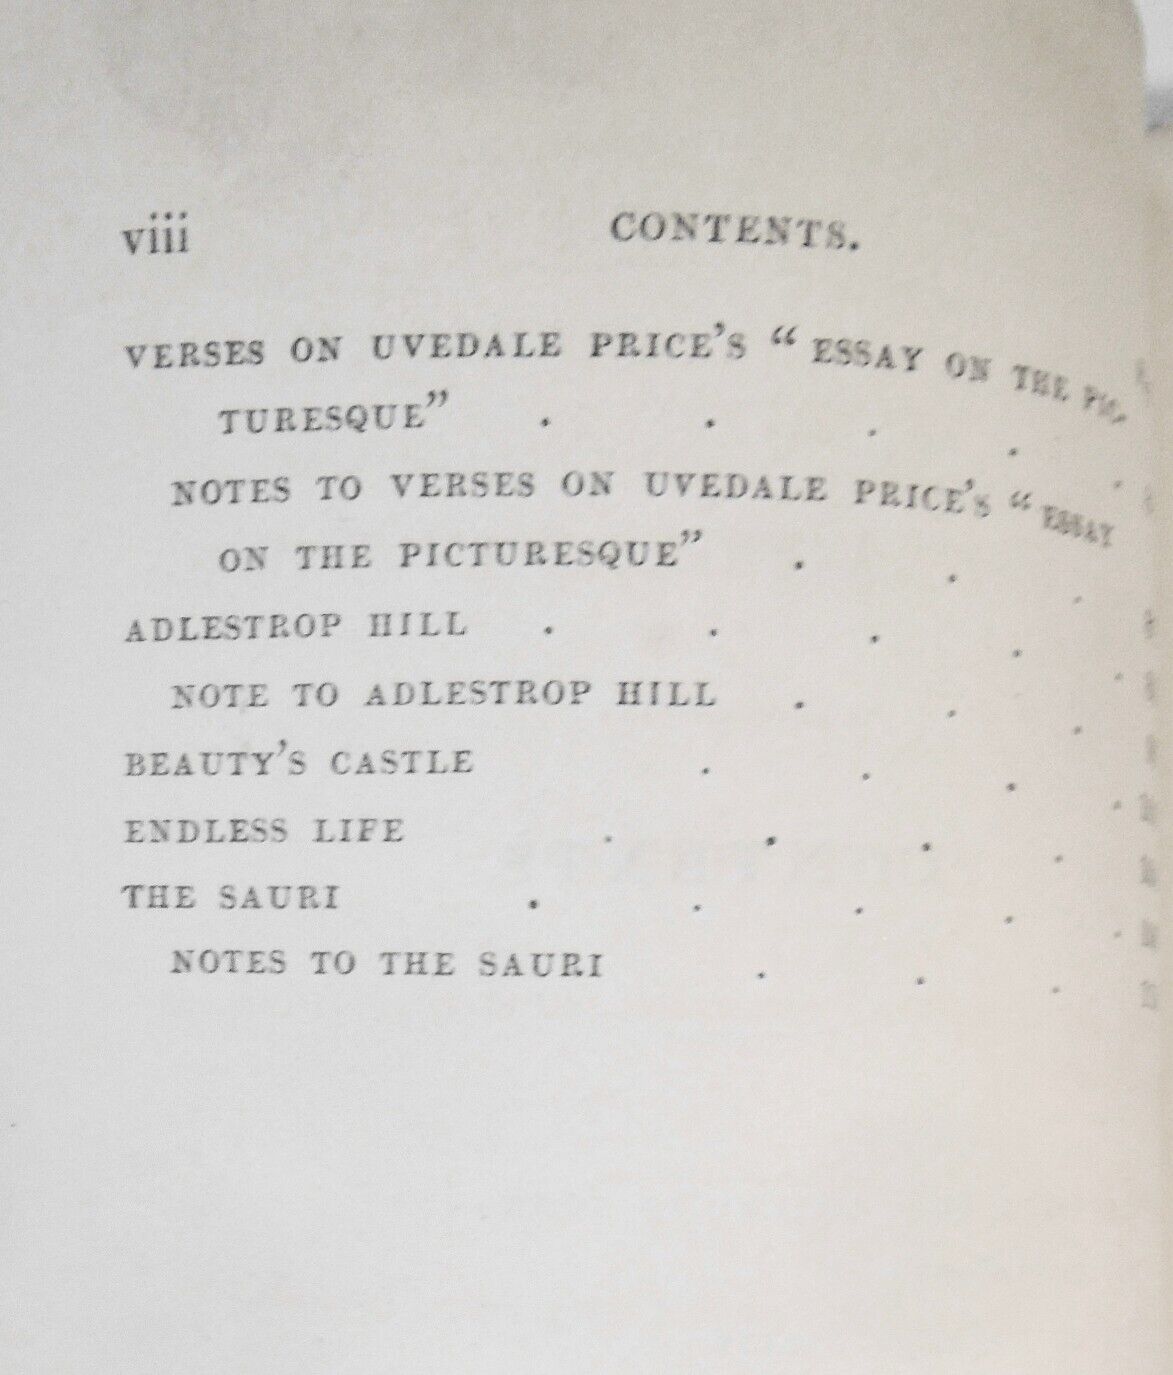 viii CONTENTS.
VERSES ON UVEDALE PRICE'S “ ESSAY ON THE PIC-
TURESQUE” . . . . .
NOTES TO VERSES ON UVEDALE PRICE'S “ ESSAY
ON THE PICTURESQUE” . . .
ADLESTROP HILL . . . . .
NOTE TO ADLESTROP HILL . . .
BEAUTY'S CASTLE . . . .
ENDLESS LIFE . . . .
THE SAURI . . . . .
NOTES TO THE SAURI . . .